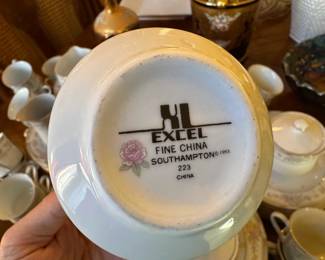 XL
EXCEL
FINE CHINA
SOUTHAMPTON
223
CHINA